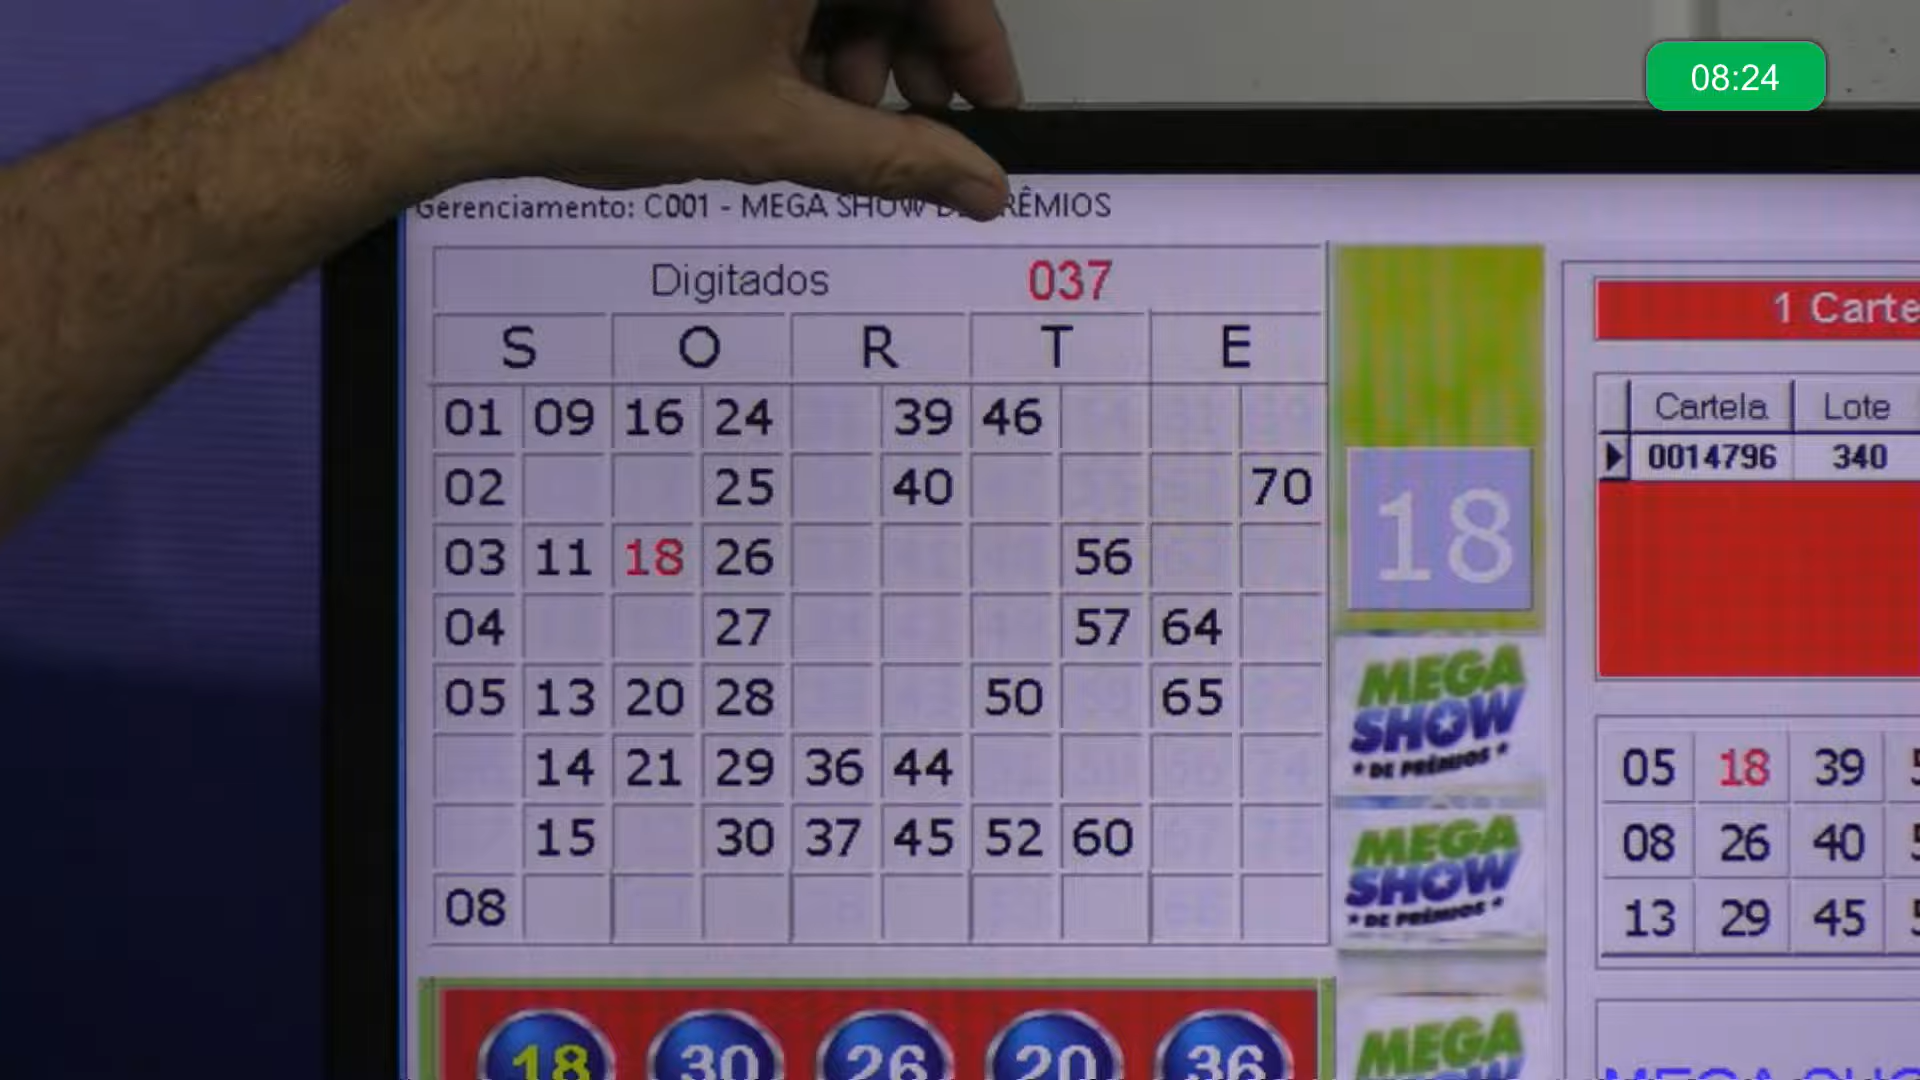 08:24
Gerenciamento: C001 - MEGA SHOW RÊMIOS
Digitados 037
S O R T E
01 09 16 24 39 46
02 25 40 70
03 11 18 26 56
04 27 57 64
05 13 20 28 50 65
14 21 29 36 44
15 30 37 45 52 60
08
18 30 26 20 36
18
MEGA
SHOW
* DE PRÊMIOS *
MEGA
SHOW
* DE PRÊMIOS *
MEGA
1 Carte
Cartela Lote
0014796 340
05 18 39
08 26 40
13 29 45